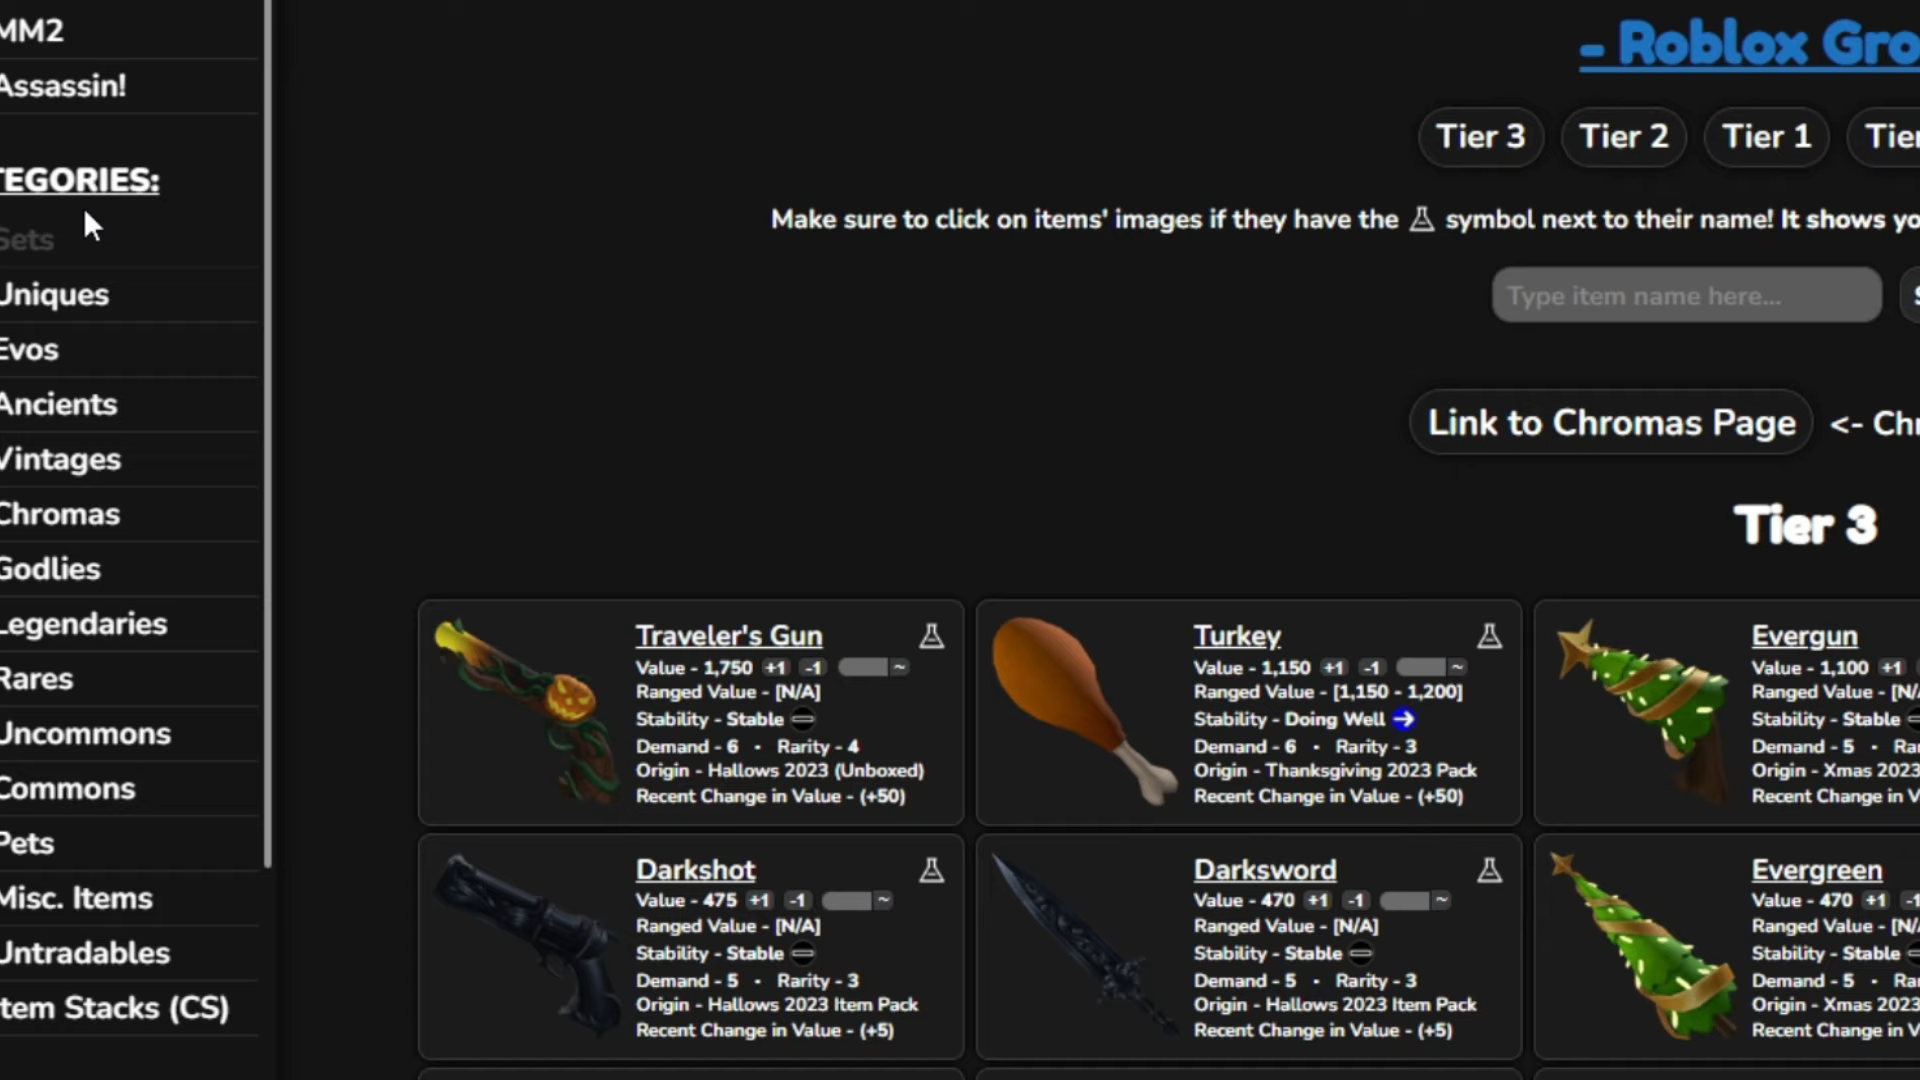 MM2
Assassin!
TEGORIES:
Sets
Uniques
Evos
Ancients
Vintages
Chromas
Godlies
Legendaries
Rares
Uncommons
Commons
Pets
Misc. Items
Untradables
tem Stacks (CS)
- Roblox Gro
Tier 3 Tier 2 Tier 1 Tier
Make sure to click on items' images if they have the symbol next to their name! It shows yo
Type item name here... S
Link to Chromas Page <- Chr
Tier 3
Traveler's Gun
Value - 1,750 +1 -1 ~
Ranged Value - [N/A]
Stability - Stable
Demand - 6 • Rarity - 4
Origin - Hallows 2023 (Unboxed)
Recent Change in Value - (+50)
Turkey
Value - 1,150 +1 -1 ~
Ranged Value - [1,150 - 1,200]
Stability - Doing Well
Demand - 6 • Rarity - 3
Origin - Thanksgiving 2023 Pack
Recent Change in Value - (+50)
Evergun
Value - 1,100 +1
Ranged Value - [N/A
Stability - Stable
Demand - 5 • Ra
Origin - Xmas 2023
Recent Change in V
Darkshot
Value - 475 +1 -1 ~
Ranged Value - [N/A]
Stability - Stable
Demand - 5 • Rarity - 3
Origin - Hallows 2023 Item Pack
Recent Change in Value - (+5)
Darksword
Value - 470 +1 -1 ~
Ranged Value - [N/A]
Stability - Stable
Demand - 5 • Rarity - 3
Origin - Hallows 2023 Item Pack
Recent Change in Value - (+5)
Evergreen
Value - 470 +1 -1
Ranged Value - [N/A
Stability - Stable
Demand - 5 • Ra
Origin - Xmas 2023
Recent Change in V